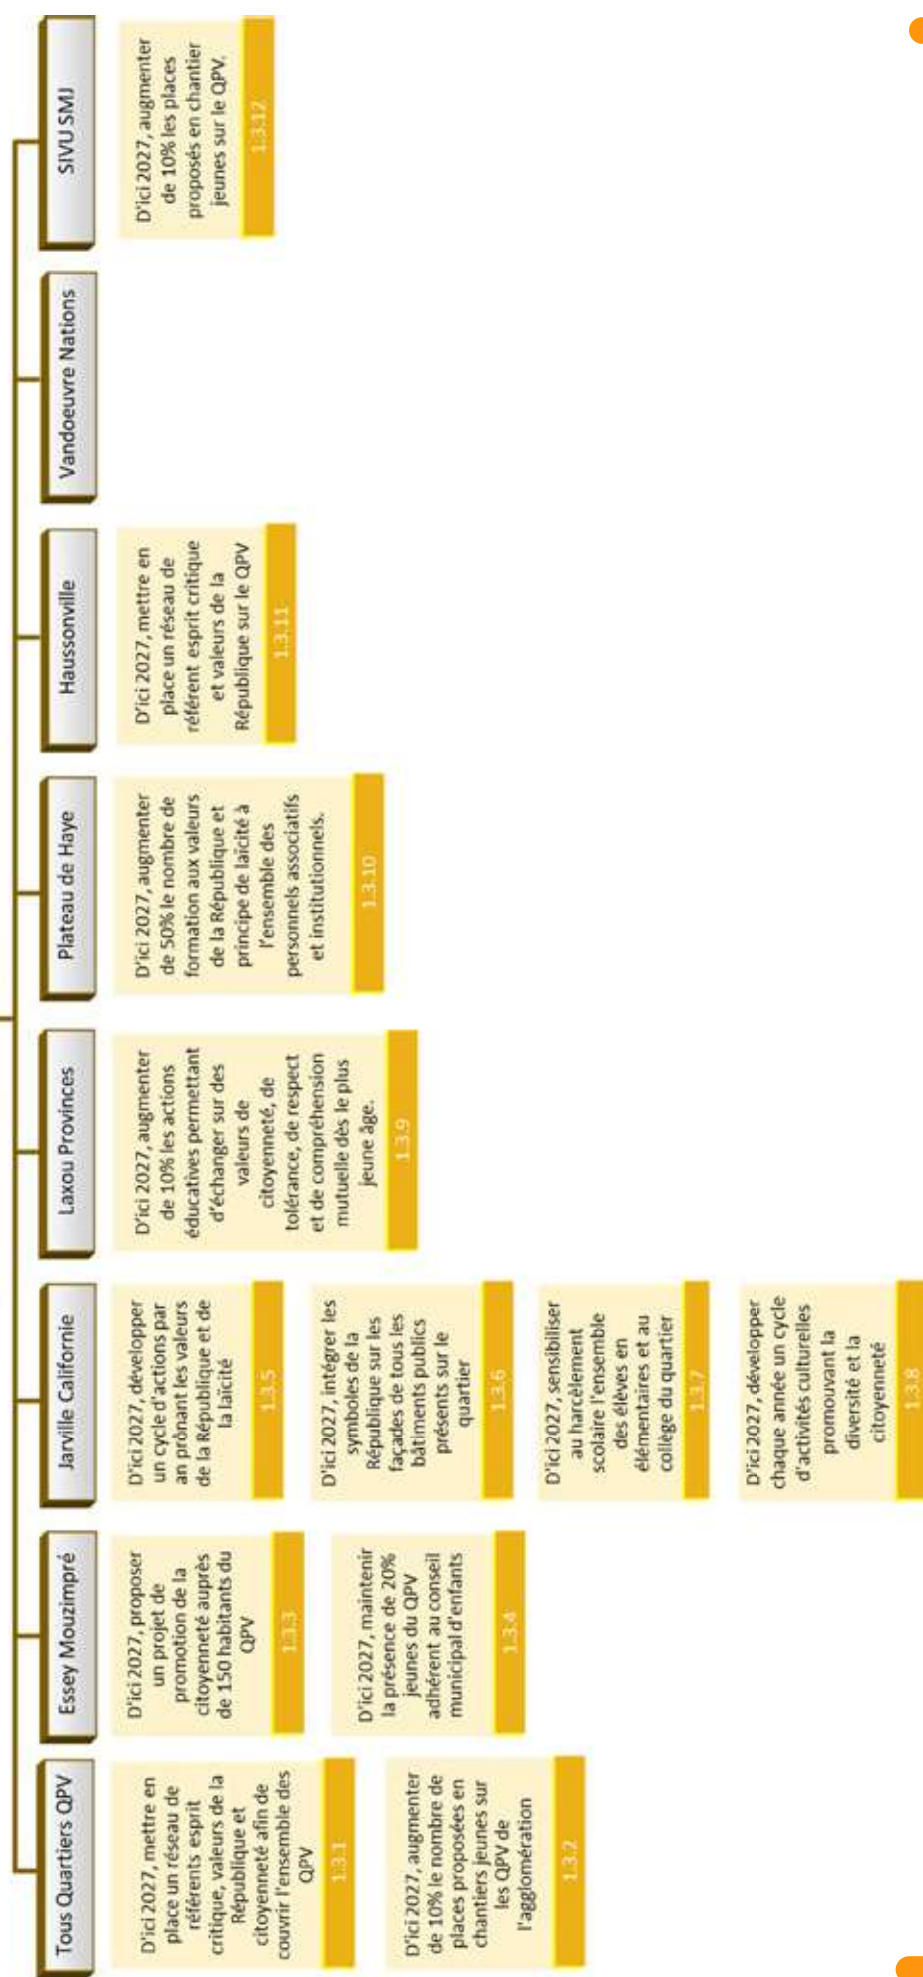 Tous Quartiers QPV
D'ici 2027, mettre en
place un réseau de
référents esprit
critique, valeurs de la
République et
citoyenneté afin de
couvrir l'ensemble des
QPV
1.3.1
D'ici 2027, augmenter
de 10% le nombre de
places proposées en
chantiers jeunes sur
les QPV de
l'agglomération
1.3.2
Essey Mouzimpré
D'ici 2027, proposer
un projet de
promotion de la
citoyenneté auprès
de 150 habitants du
QPV
1.3.3
D'ici 2027, maintenir
la présence de 20%
jeunes du QPV
adhérent au conseil
municipal d'enfants
1.3.4
Jarville Californie
D'ici 2027, développer
un cycle d'actions par
an prônant les valeurs
de la République et de
la laïcité
1.3.5
D'ici 2027, intégrer les
symboles de la
République sur les
façades de tous les
bâtiments publics
présents sur le
quartier
1.3.6
D'ici 2027, sensibiliser
au harcèlement
scolaire l'ensemble
des élèves en
élémentaires et au
collège du quartier
1.3.7
D'ici 2027, développer
chaque année un cycle
d'activités culturelles
promouvant la
diversité et la
citoyenneté
1.3.8
Laxou Provinces
D'ici 2027, augmenter
de 10% les actions
éducatives permettant
d'échanger sur des
valeurs de
citoyenneté, de
tolérance, de respect
et de compréhension
mutuelle dès le plus
jeune âge.
1.3.9
Plateau de Haye
D'ici 2027, augmenter
de 50% le nombre de
formation aux valeurs
de la République et
principe de laïcité à
l'ensemble des
personnels associatifs
et institutionnels.
1.3.10
Haussonville
D'ici 2027, mettre en
place un réseau de
référent esprit critique
et valeurs de la
République sur le QPV
1.3.11
Vandoeuvre Nations
SIVU SMJ
D'ici 2027, augmenter
de 10% les places
proposés en chantier
jeunes sur le QPV.
1.3.12